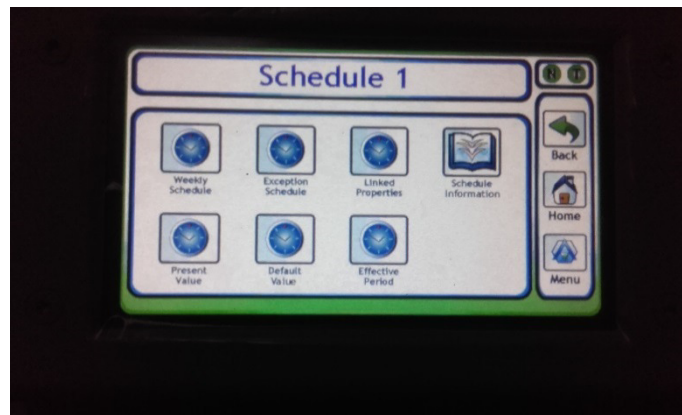 Schedule 1
N T
Weekly
Schedule
Exception
Schedule
Linked
Properties
Schedule
Information
Present
Value
Default
Value
Effective
Period
Back
Home
Menu